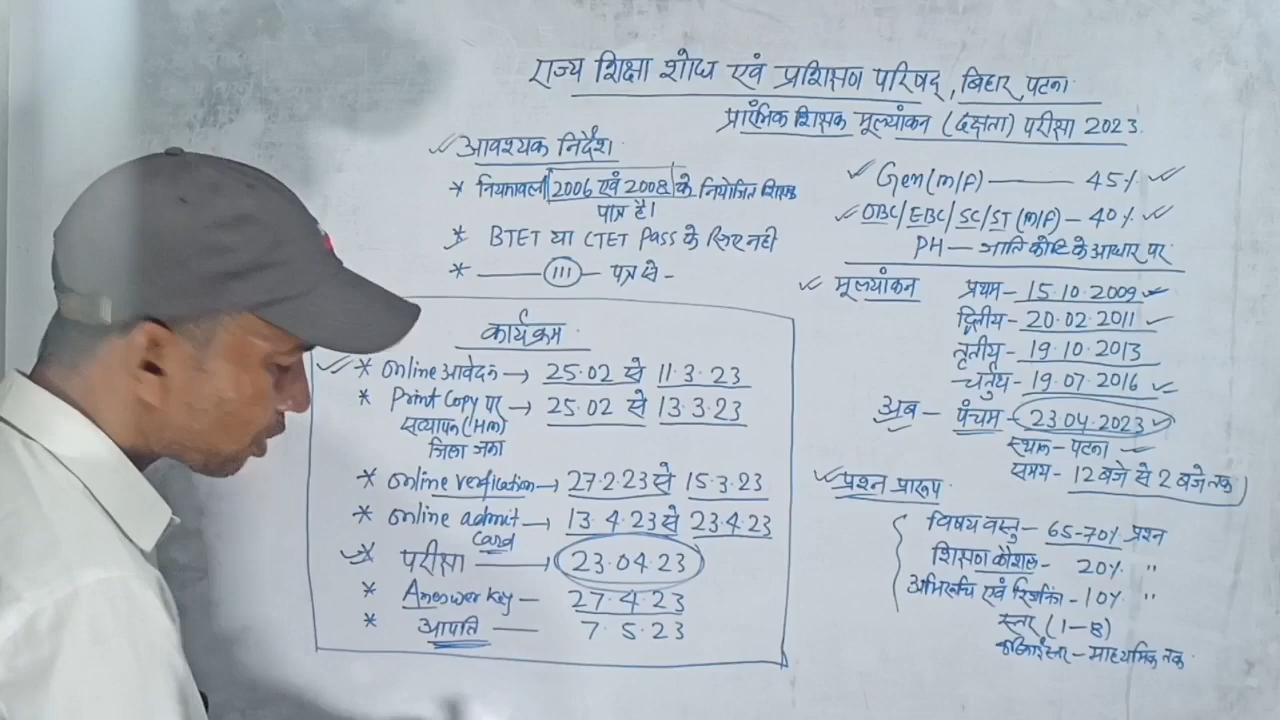 राज्य शिक्षा शोध एवं प्रशिक्षण परिषद्, बिहार, पटना
प्रारंभिक शिक्षक मूल्यांकन (दक्षता) परीक्षा 2023.
आवश्यक निर्देश
* नियमावली 2006 एवं 2008 के नियोजित शिक्षक
पात्र है।
* BTET या CTET Pass के लिए नहीं
* ——— (111) — पत्र से -
Gen (m/F) ——— 45%
OBC/EBC/SC/ST (m/F) — 40%
PH — जाति कोटि के आधार पर
मूल्यांकन
प्रथम - 15.10.2009
द्वितीय - 20.02.2011
तृतीय - 19.10.2013
चतुर्थ - 19.07.2016
अब - पंचम - 23.04.2023
स्थान - पटना
समय - 12 बजे से 2 बजे तक
कार्यक्रम
* online आवेदन → 25.02 से 11.3.23
* Print Copy पर → 25.02 से 13.3.23
सत्यापन (Hm)
जिला जमा
* online verification → 27.2.23 से 15.3.23
* online admit card → 13.4.23 से 23.4.23
* परीक्षा → 23.04.23
* Answer key — 27.4.23
* आपति — 7.5.23
प्रश्न प्रारूप
विषय वस्तु - 65-70% प्रश्न
शिक्षण कौशल - 20% "
अभिरूचि एवं - 10% "
स्तर (1-8)
- माध्यमिक तक